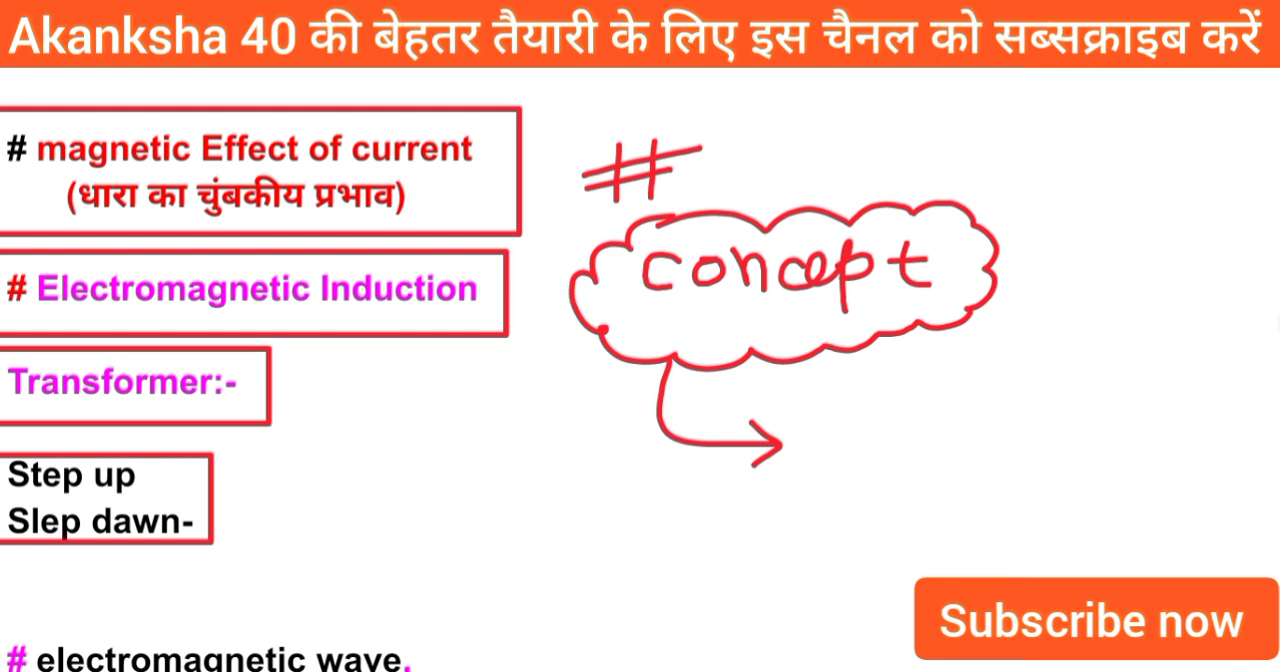 Akanksha 40 की बेहतर तैयारी के लिए इस चैनल को सब्सक्राइब करें
# magnetic Effect of current
(धारा का चुंबकीय प्रभाव)
#
concept
# Electromagnetic Induction
Transformer:-
Step up
Slep dawn-
Subscribe now
# electromagnetic wave.